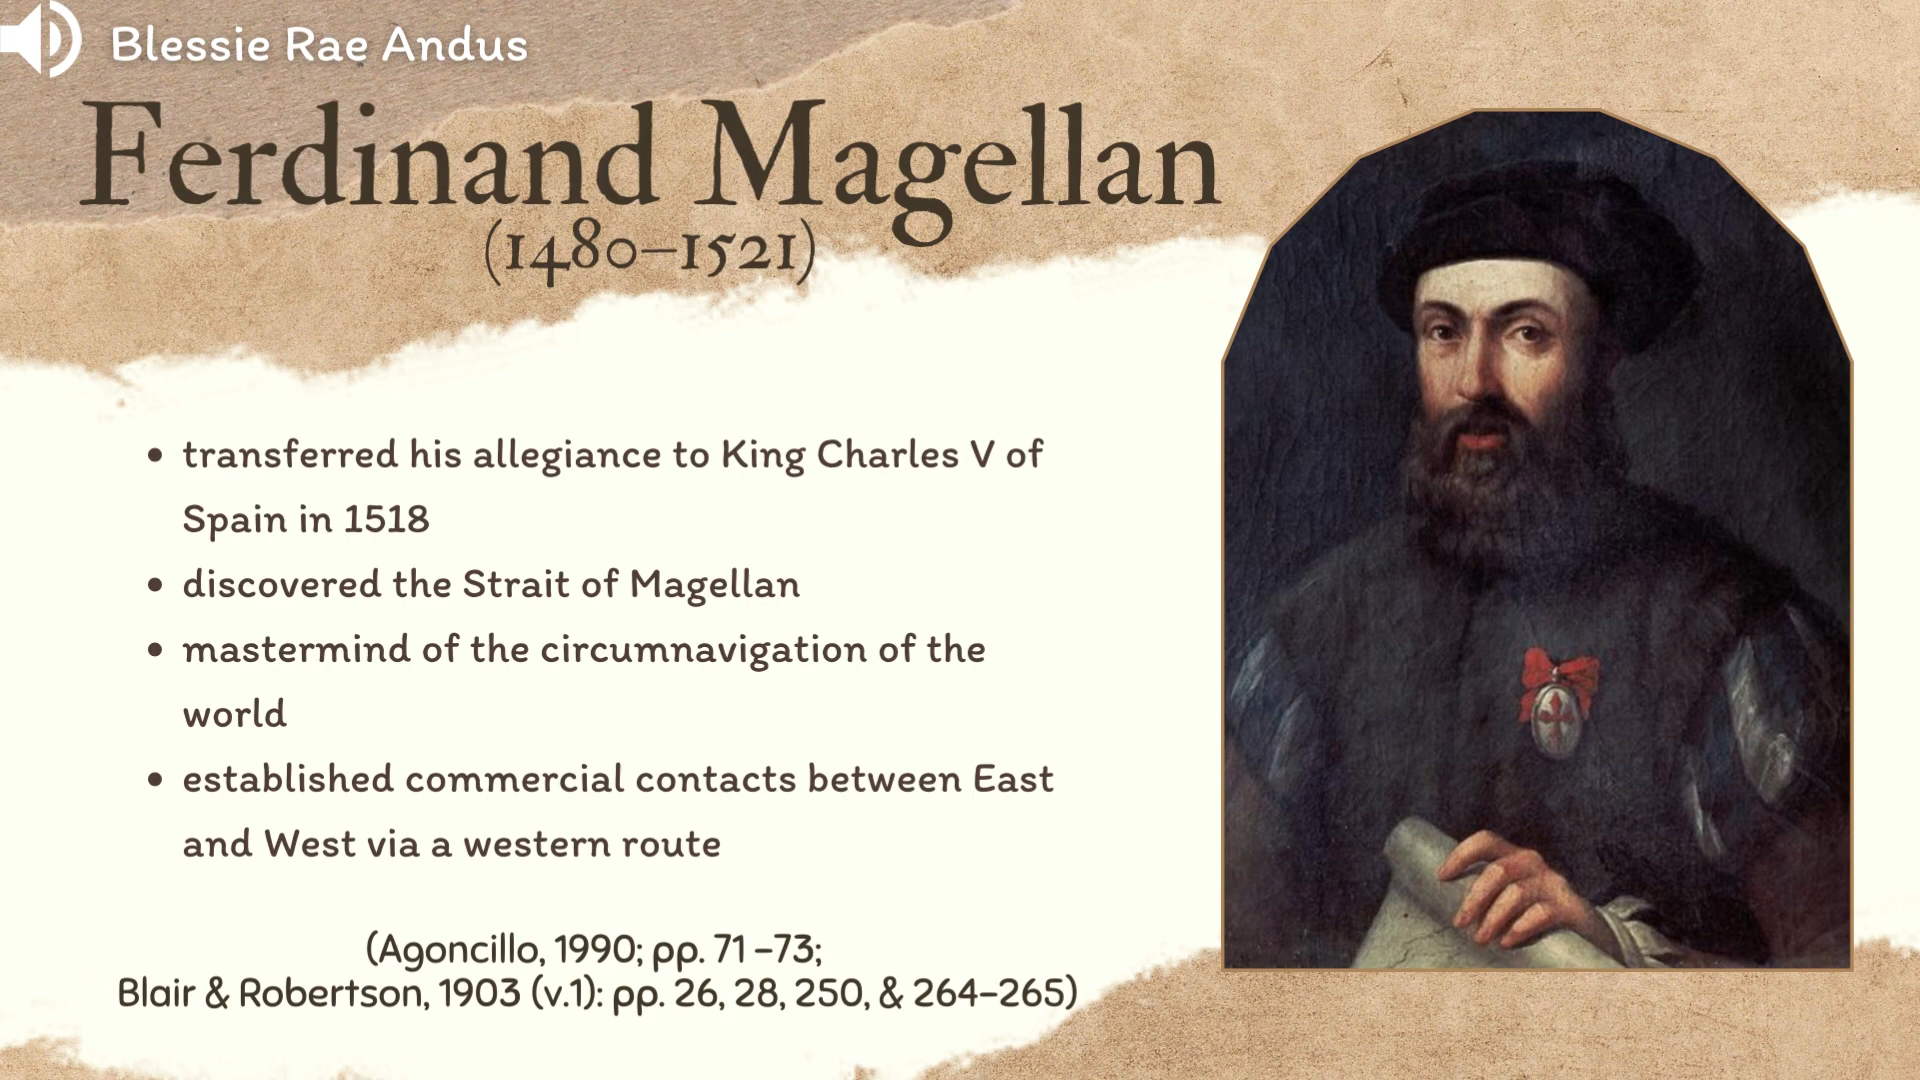 Blessie Rae Andus
Ferdinand Magellan
(1480–1521)
• transferred his allegiance to King Charles V of
Spain in 1518
• discovered the Strait of Magellan
• mastermind of the circumnavigation of the
world
• established commercial contacts between East
and West via a western route
(Agoncillo, 1990; pp. 71–73;
Blair & Robertson, 1903 (v.1): pp. 26, 28, 250, & 264–265)